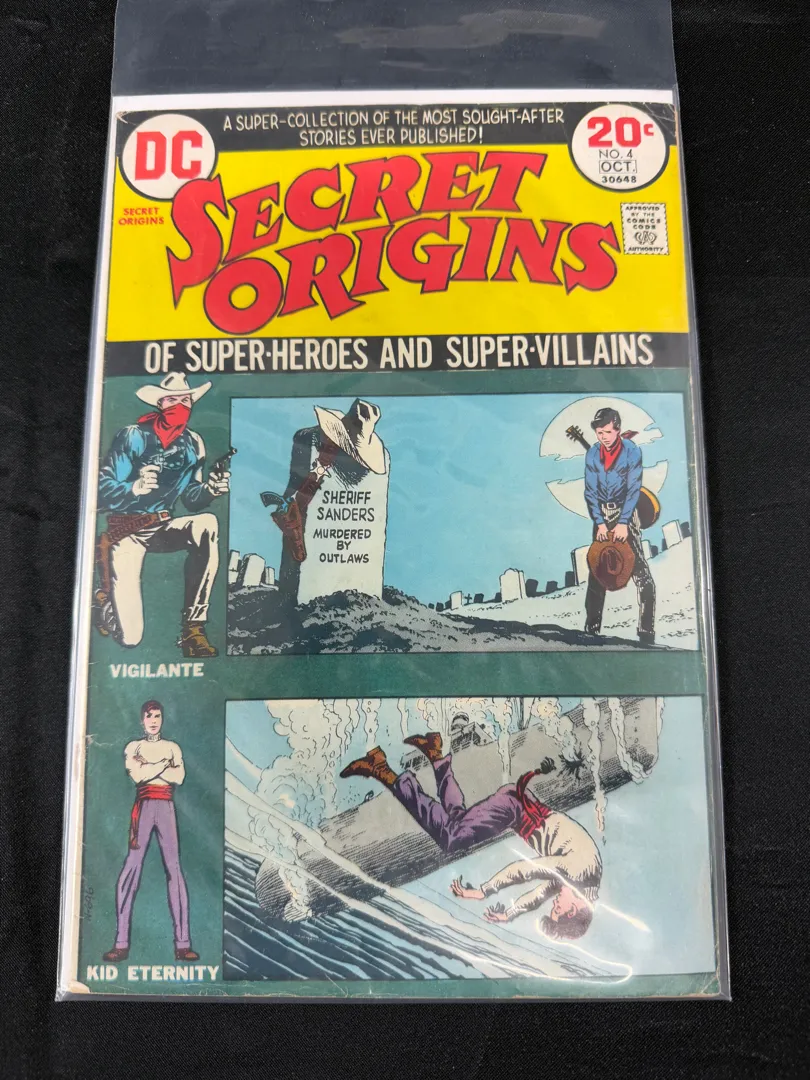 A SUPER-COLLECTION OF THE MOST SOUGHT-AFTER
STORIES EVER PUBLISHED!
DC
20¢
NO. 4
OCT.
30648
SECRET
ORIGINS
SECRET
ORIGINS
APPROVED
BY THE
COMICS
CODE
AUTHORITY
OF SUPER-HEROES AND SUPER-VILLAINS
SHERIFF
SANDERS
MURDERED
BY
OUTLAWS
VIGILANTE
KID ETERNITY